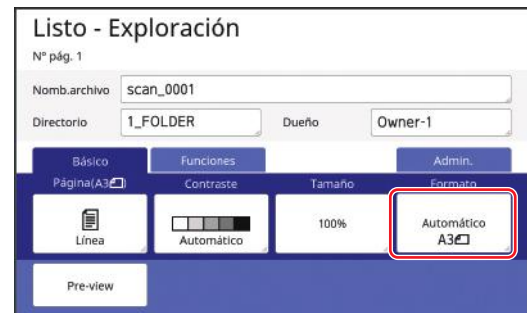 Listo - Exploración
Nº pág. 1
Nomb.archivo scan_0001
Directorio 1_FOLDER Dueño Owner-1
Básico Funciones Admin.
Página(A3) Contraste Tamaño Formato
Línea Automático 100% Automático A3
Pre-view